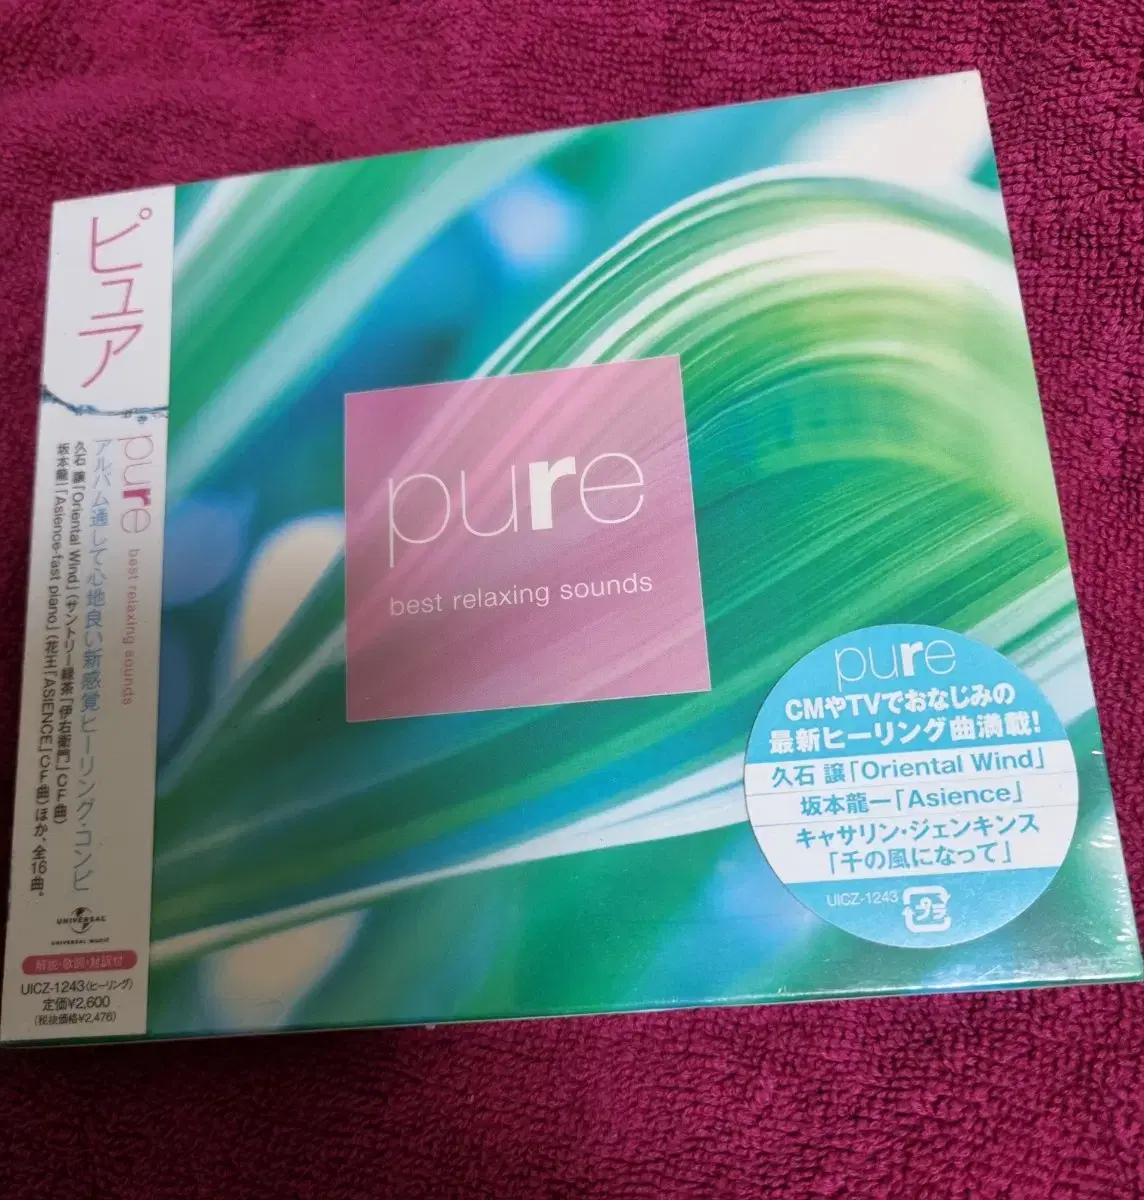 ピュア
pure best relaxing sounds
アルバム通して心地良い新感覚ヒーリング・コンピ
久石 譲「Oriental Wind」(サントリー緑茶「伊右衛門」CF曲)
坂本龍一「Asience-fast piano」(花王「ASIENCE」CF曲)ほか、全16曲。
UNIVERSAL
UNIVERSAL MUSIC
解説・歌詞・対訳付
UICZ-1243(ヒーリング)
定価¥2,600
(税抜価格¥2,476)
pure
best relaxing sounds
pure
CMやTVでおなじみの
最新ヒーリング曲満載!
久石 譲「Oriental Wind」
坂本龍一「Asience」
キャサリン・ジェンキンス
「千の風になって」
UICZ-1243
プラ